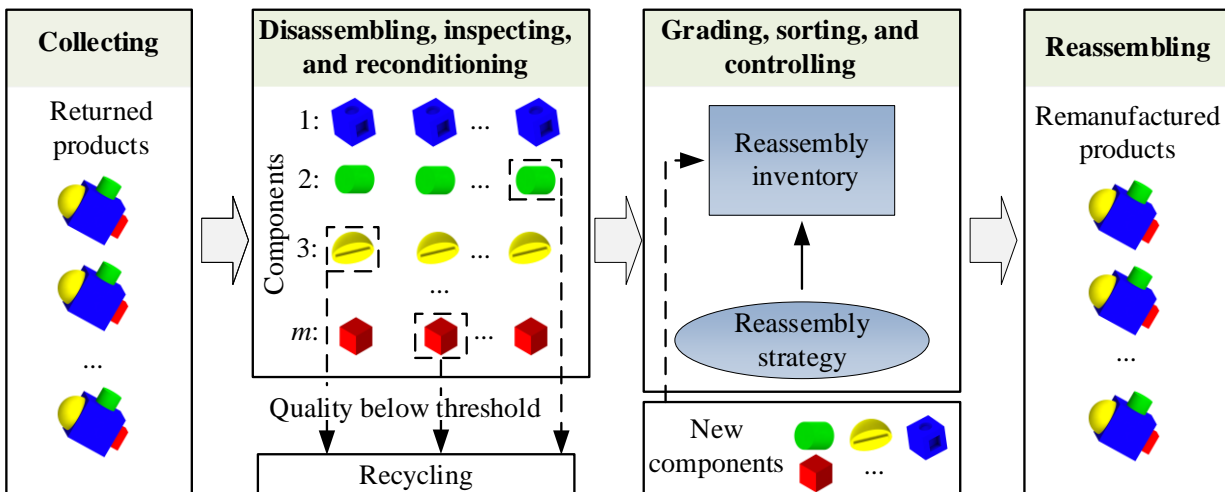 Collecting
Returned
products
...
Disassembling, inspecting,
and reconditioning
Components
1:
...
2:
...
3:
...
...
m:
...
Quality below threshold
Recycling
Grading, sorting, and
controlling
Reassembly
inventory
Reassembly
strategy
New
components
...
Reassembling
Remanufactured
products
...